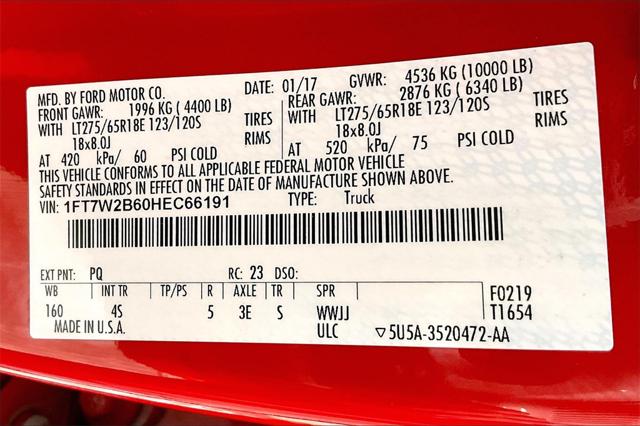 MFD. BY FORD MOTOR CO. DATE: 01/17 GVWR: 4536 KG (10000 LB)
FRONT GAWR: 1996 KG ( 4400 LB) REAR GAWR: 2876 KG ( 6340 LB)
WITH LT275/65R18E 123/120S TIRES WITH LT275/65R18E 123/120S TIRES
18x8.0J RIMS 18x8.0J RIMS
AT 420 kPa/ 60 PSI COLD AT 520 kPa/ 75 PSI COLD
THIS VEHICLE CONFORMS TO ALL APPLICABLE FEDERAL MOTOR VEHICLE
SAFETY STANDARDS IN EFFECT ON THE DATE OF MANUFACTURE SHOWN ABOVE.
VIN: 1FT7W2B60HEC66191 TYPE: Truck
EXT PNT: PQ RC: 23 DSO:
WB INT TR TP/PS R AXLE TR SPR F0219
160 4S 5 3E S WWJJ T1654
MADE IN U.S.A. ULC ▽5U5A-3520472-AA